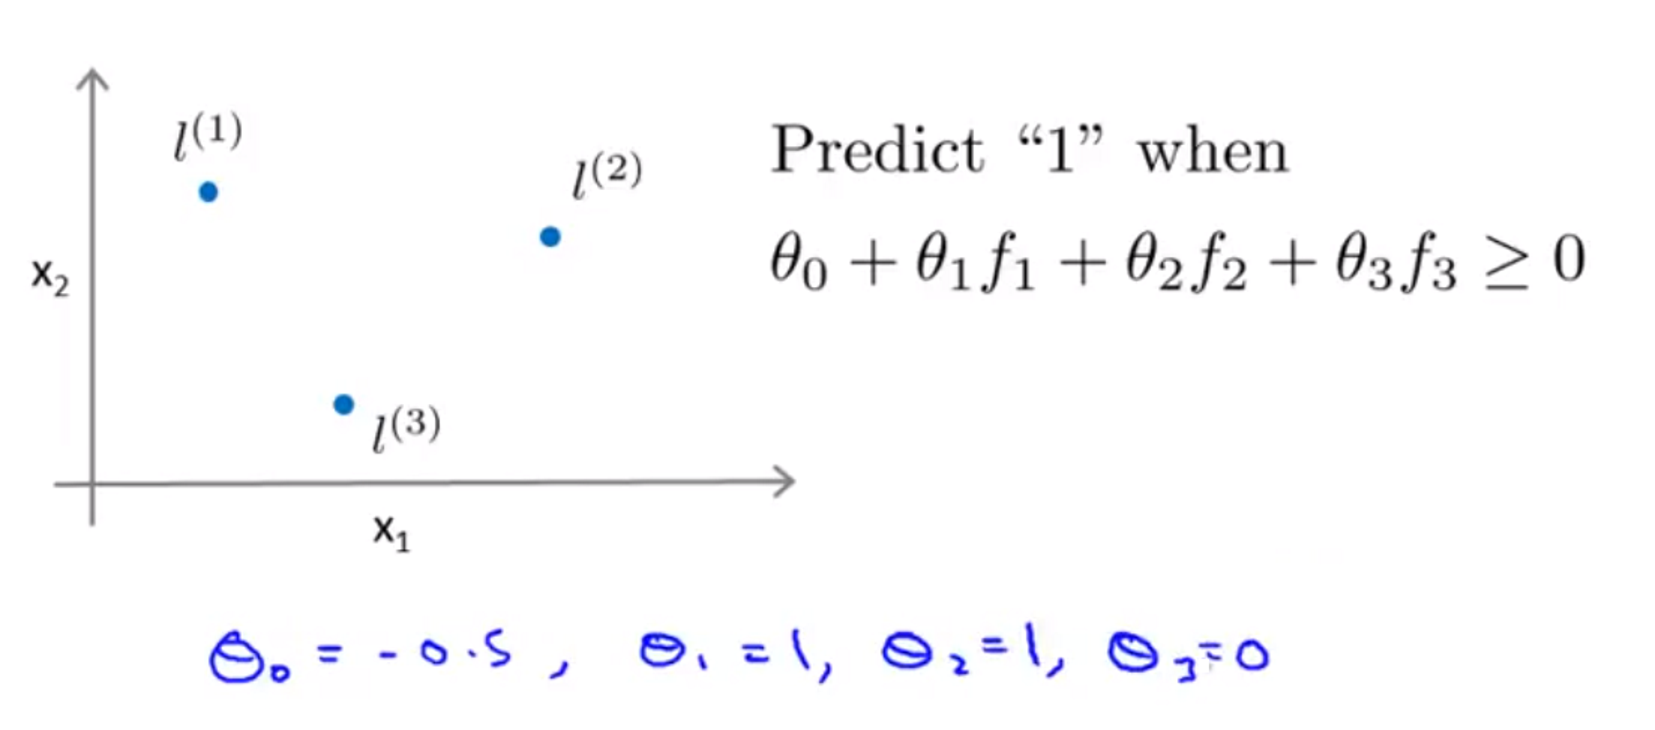 l⁽¹⁾
l⁽²⁾
Predict “1” when
x₂
θ₀ + θ₁f₁ + θ₂f₂ + θ₃f₃ ≥ 0
l⁽³⁾
x₁
θ₀ = -0.5, θ₁ = 1, θ₂ = 1, θ₃ = 0